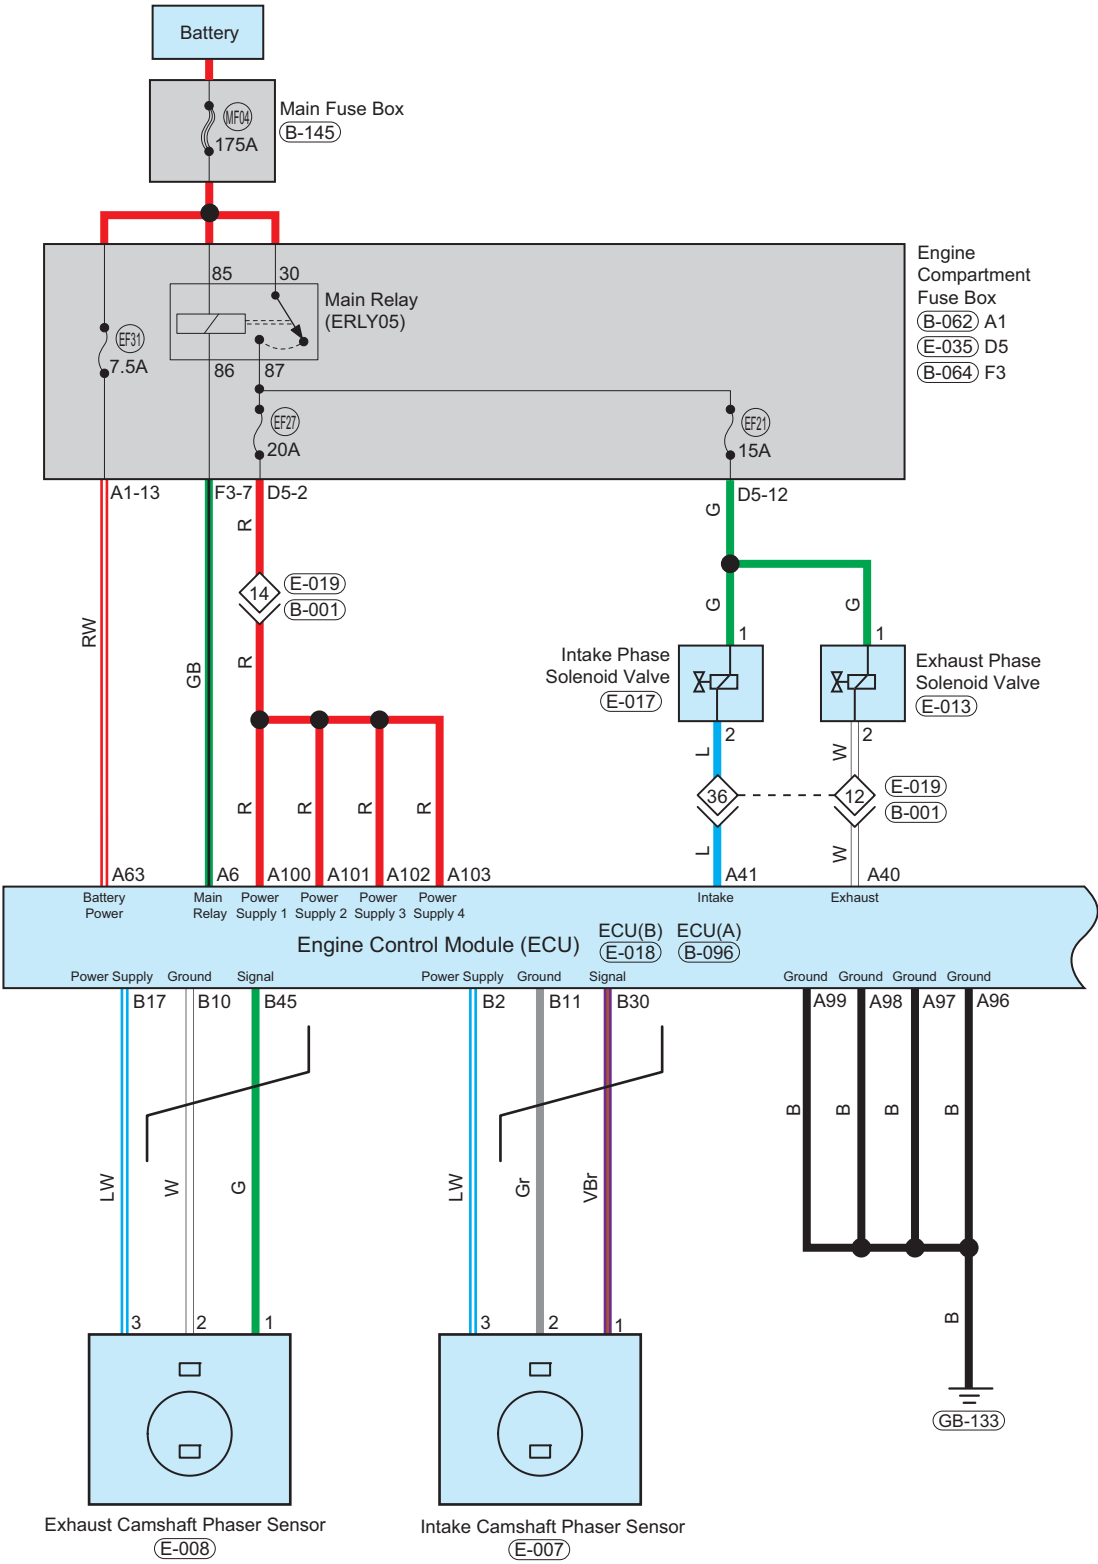 Battery
MF04
175A
Main Fuse Box
B-145
85
30
Main Relay
(ERLY05)
EF31
7.5A
86
87
EF27
20A
EF21
15A
Engine
Compartment
Fuse Box
B-062 A1
E-035 D5
B-064 F3
A1-13
F3-7
D5-2
D5-12
R
G
14
E-019
B-001
RW
GB
R
G
G
1
1
Intake Phase
Solenoid Valve
E-017
Exhaust Phase
Solenoid Valve
E-013
2
2
L
W
R
R
R
R
36
12
E-019
B-001
L
W
A63
A6
A100
A101
A102
A103
A41
A40
Battery
Power
Main
Relay
Power
Supply 1
Power
Supply 2
Power
Supply 3
Power
Supply 4
Intake
Exhaust
Engine Control Module (ECU)
ECU(B)
E-018
ECU(A)
B-096
Power Supply
Ground
Signal
Power Supply
Ground
Signal
Ground
Ground
Ground
Ground
B17
B10
B45
B2
B11
B30
A99
A98
A97
A96
B
B
B
B
LW
W
G
LW
Gr
VBr
B
3
2
1
3
2
1
GB-133
Exhaust Camshaft Phaser Sensor
E-008
Intake Camshaft Phaser Sensor
E-007